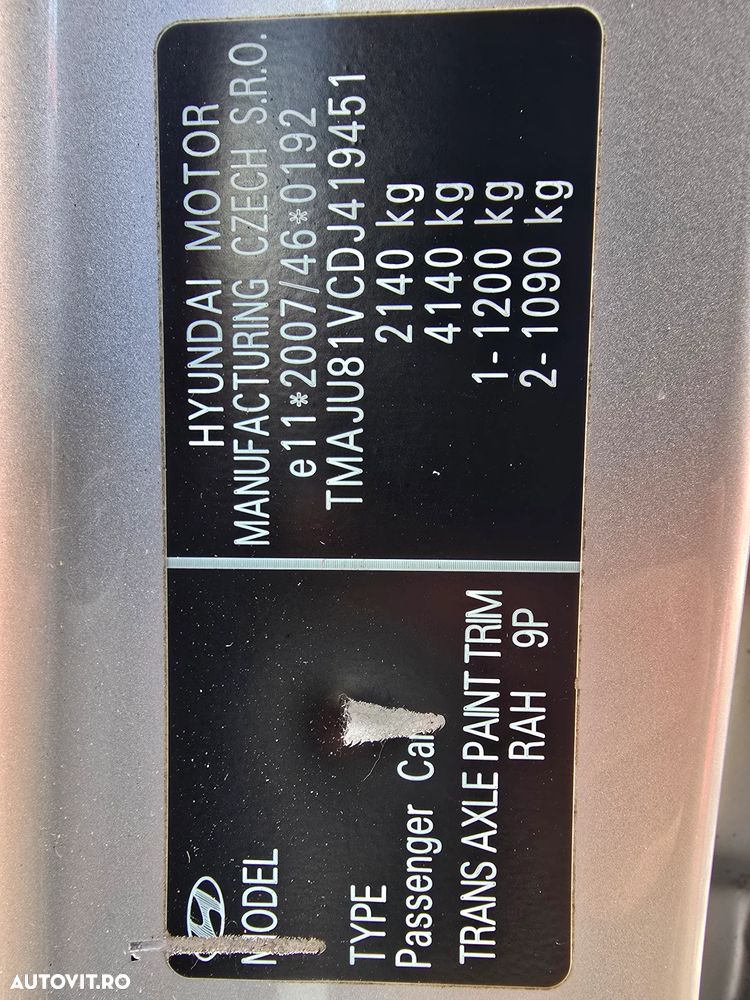 MODEL
TYPE
Passenger Car
TRANS AXLE PAINT TRIM
RAH 9P
HYUNDAI MOTOR
MANUFACTURING CZECH S.R.O.
e11*2007/46*0192
TMAJU81VCDJ419451
2140 kg
4140 kg
1-1200 kg
2-1090 kg
AUTOVIT.RO